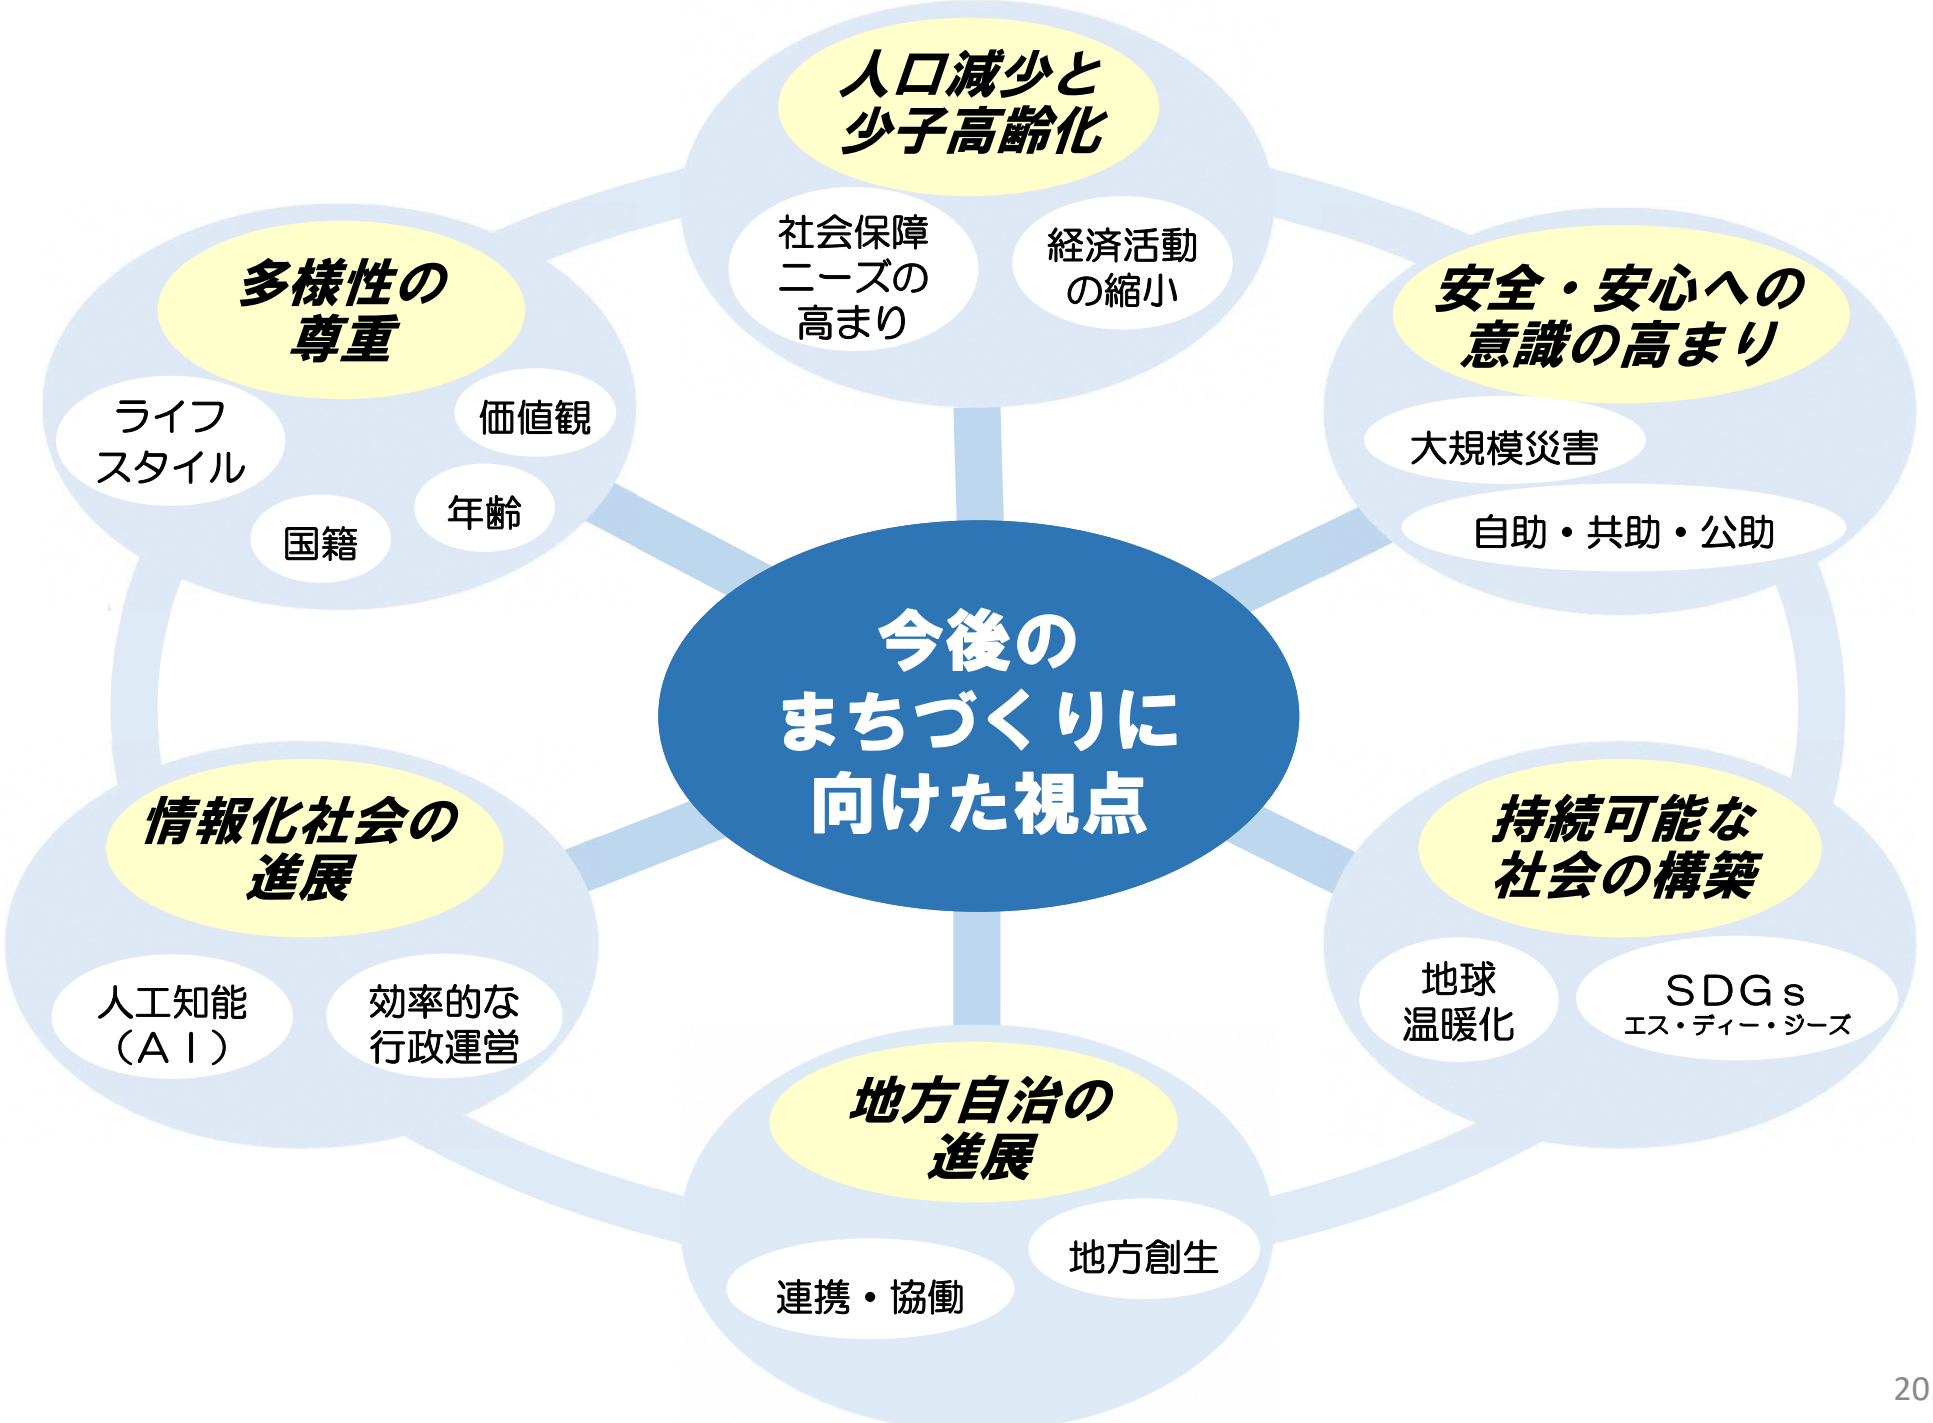 人口減少と
少子高齢化
社会保障
ニーズの
高まり
経済活動
の縮小
多様性の
尊重
ライフ
スタイル
価値観
年齢
国籍
安全・安心への
意識の高まり
大規模災害
自助・共助・公助
今後の
まちづくりに
向けた視点
情報化社会の
進展
人工知能
（ＡＩ）
効率的な
行政運営
持続可能な
社会の構築
地球
温暖化
ＳＤＧｓ
エス・ディー・ジーズ
地方自治の
進展
連携・協働
地方創生
20